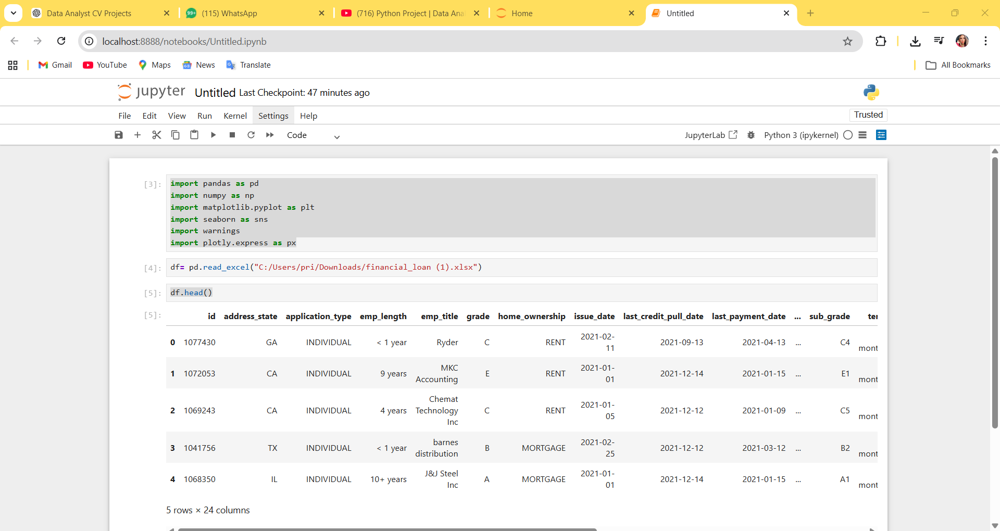 Data Analyst CV Projects
99+
(115) WhatsApp
(716) Python Project | Data Ana
Home
Untitled
localhost:8888/notebooks/Untitled.ipynb
Gmail
YouTube
Maps
News
Translate
All Bookmarks
jupyter Untitled Last Checkpoint: 47 minutes ago
File Edit View Run Kernel Settings Help
Trusted
Code
JupyterLab
Python 3 (ipykernel)
[3]:
import pandas as pd
import numpy as np
import matplotlib.pyplot as plt
import seaborn as sns
import warnings
import plotly.express as px
[4]:
df= pd.read_excel("C:/Users/pri/Downloads/financial_loan (1).xlsx")
[5]:
df.head()
[5]:
id address_state application_type emp_length emp_title grade home_ownership issue_date last_credit_pull_date last_payment_date ... sub_grade ter
0 1077430 GA INDIVIDUAL < 1 year Ryder C RENT 2021-02-11 2021-09-13 2021-04-13 ... C4 mont
1 1072053 CA INDIVIDUAL 9 years MKC Accounting E RENT 2021-01-01 2021-12-14 2021-01-15 ... E1 mont
2 1069243 CA INDIVIDUAL 4 years Chemat Technology Inc C RENT 2021-01-05 2021-12-12 2021-01-09 ... C5 mont
3 1041756 TX INDIVIDUAL < 1 year barnes distribution B MORTGAGE 2021-02-25 2021-12-12 2021-03-12 ... B2 mont
4 1068350 IL INDIVIDUAL 10+ years J&J Steel Inc A MORTGAGE 2021-01-01 2021-12-14 2021-01-15 ... A1 mont
5 rows × 24 columns